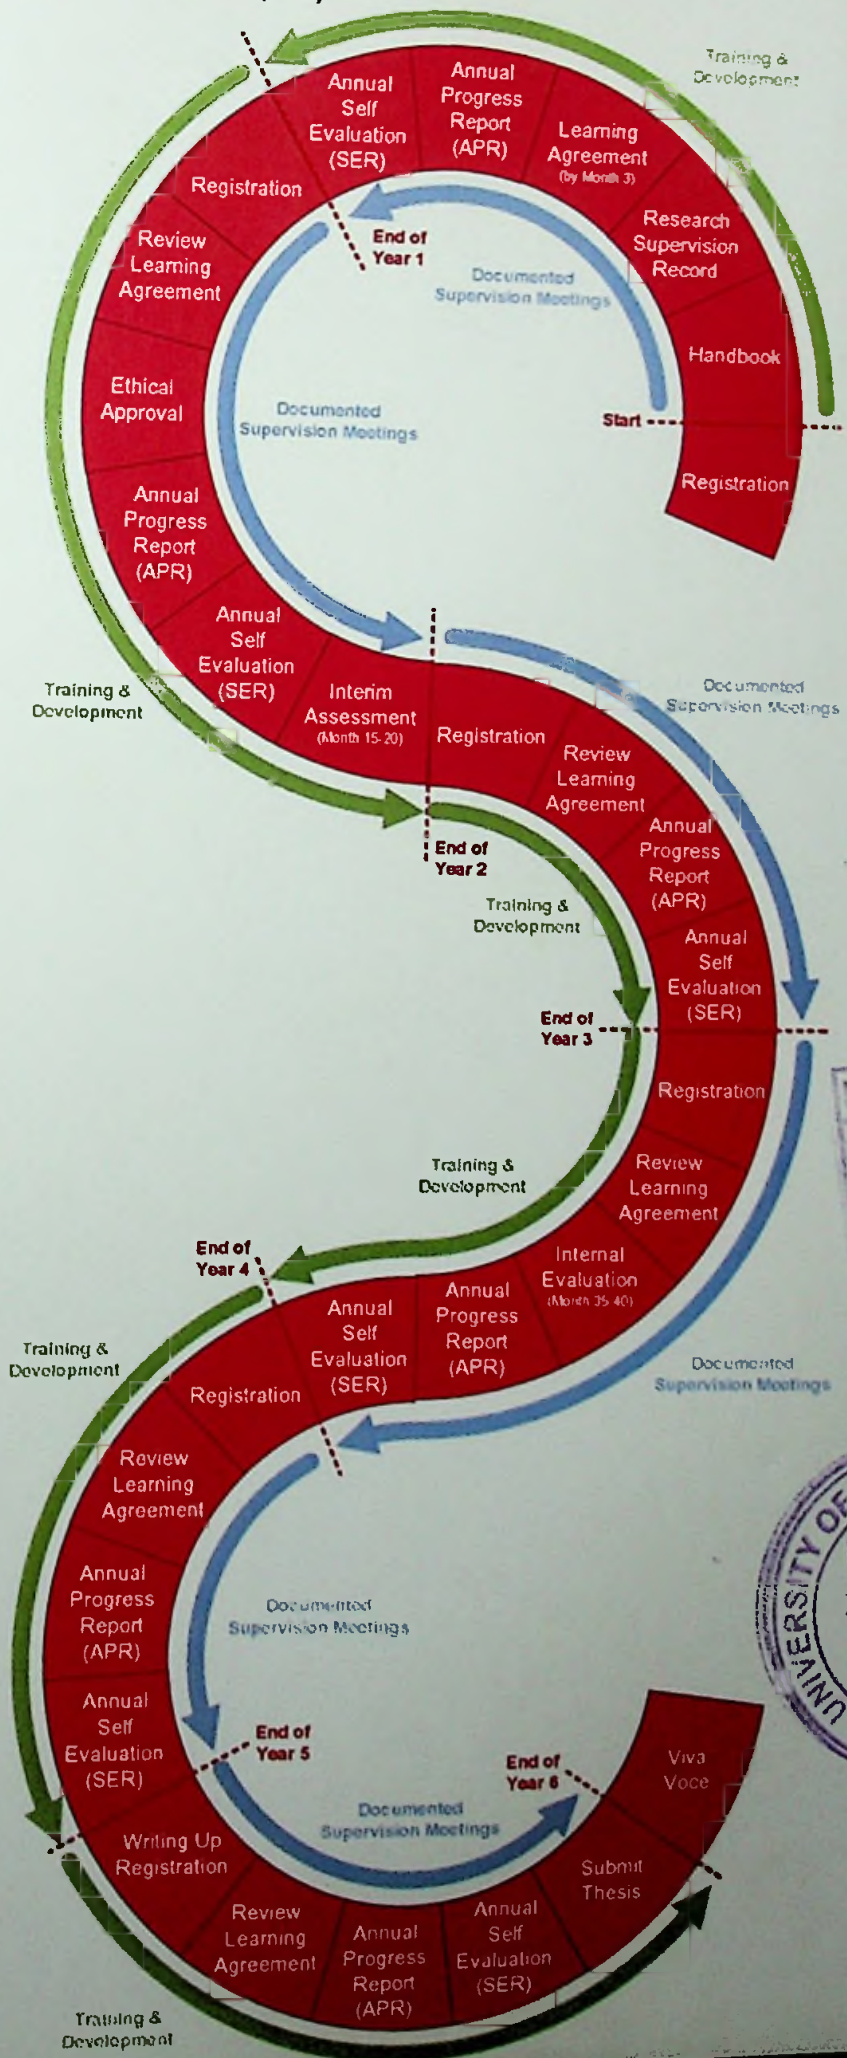 Training &
Development
Registration
Start
Handbook
Research
Supervision
Record
Learning
Agreement
(by Month 3)
Annual
Progress
Report
(APR)
Annual
Self
Evaluation
(SER)
Documented
Supervision Meetings
End of
Year 1
Registration
Review
Learning
Agreement
Ethical
Approval
Annual
Progress
Report
(APR)
Annual
Self
Evaluation
(SER)
Interim
Assessment
(Month 15-20)
Documented
Supervision Meetings
Training &
Development
End of
Year 2
Registration
Review
Learning
Agreement
Annual
Progress
Report
(APR)
Annual
Self
Evaluation
(SER)
Documented
Supervision Meetings
Training &
Development
End of
Year 3
Registration
Review
Learning
Agreement
Internal
Evaluation
(Month 35-40)
Annual
Progress
Report
(APR)
Annual
Self
Evaluation
(SER)
Training &
Development
Documented
Supervision Meetings
End of
Year 4
Registration
Review
Learning
Agreement
Annual
Progress
Report
(APR)
Annual
Self
Evaluation
(SER)
Training &
Development
Documented
Supervision Meetings
End of
Year 5
Writing Up
Registration
Review
Learning
Agreement
Annual
Progress
Report
(APR)
Annual
Self
Evaluation
(SER)
Submit
Thesis
Documented
Supervision Meetings
Training &
Development
End of
Year 6
Viva
Voce
UNIVERSITY OF